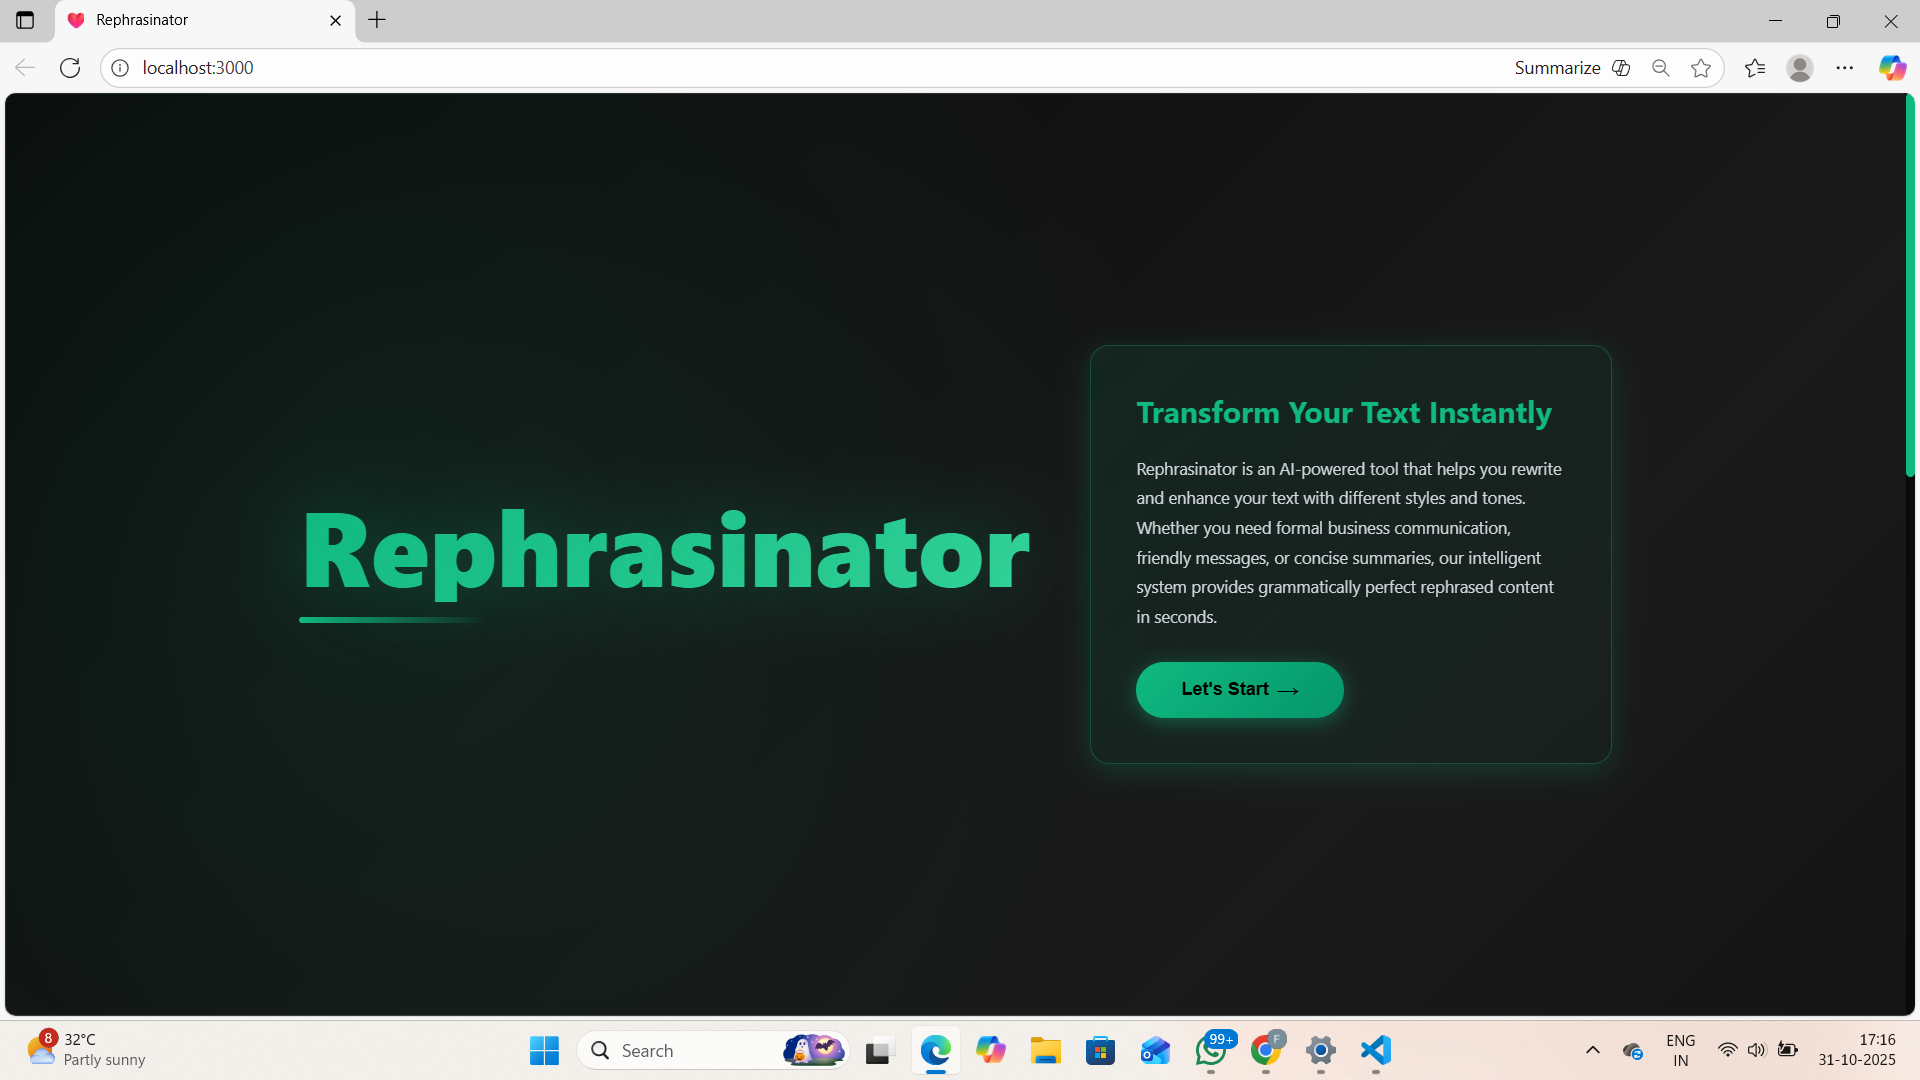 Rephrasinator
localhost:3000
Summarize
Rephrasinator
Transform Your Text Instantly
Rephrasinator is an AI-powered tool that helps you rewrite
and enhance your text with different styles and tones.
Whether you need formal business communication,
friendly messages, or concise summaries, our intelligent
system provides grammatically perfect rephrased content
in seconds.
Let's Start →
8
32°C
Partly sunny
Search
99+
F
ENG
IN
17:16
31-10-2025